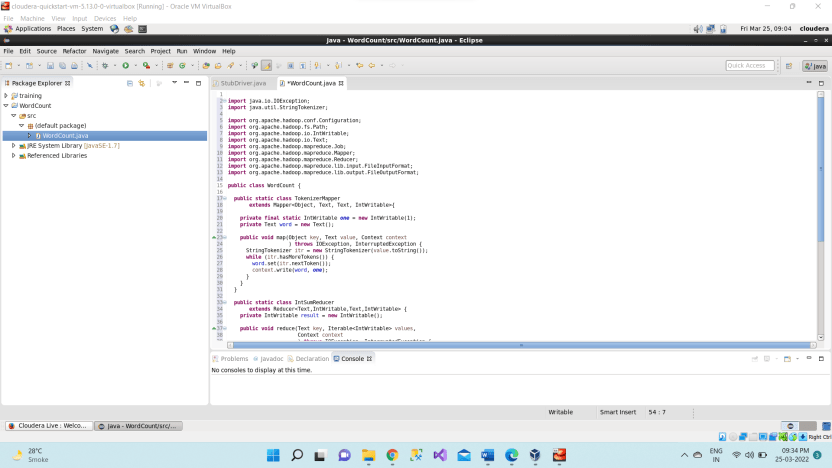 cloudera-quickstart-vm-5.13.0-0-virtualbox [Running] - Oracle VM VirtualBox
File Machine View Input Devices Help
Applications Places System Fri Mar 25, 09:04 cloudera
Java - WordCount/src/WordCount.java - Eclipse
File Edit Source Refactor Navigate Search Project Run Window Help
Quick Access Java
Package Explorer StubDriver.java *WordCount.java
training
WordCount
src
(default package)
WordCount.java
JRE System Library [JavaSE-1.7]
Referenced Libraries
1
2 import java.io.IOException;
3 import java.util.StringTokenizer;
4
5 import org.apache.hadoop.conf.Configuration;
6 import org.apache.hadoop.fs.Path;
7 import org.apache.hadoop.io.IntWritable;
8 import org.apache.hadoop.io.Text;
9 import org.apache.hadoop.mapreduce.Job;
10 import org.apache.hadoop.mapreduce.Mapper;
11 import org.apache.hadoop.mapreduce.Reducer;
12 import org.apache.hadoop.mapreduce.lib.input.FileInputFormat;
13 import org.apache.hadoop.mapreduce.lib.output.FileOutputFormat;
14
15 public class WordCount {
16
17 public static class TokenizerMapper
18 extends Mapper<Object, Text, Text, IntWritable>{
19
20 private final static IntWritable one = new IntWritable(1);
21 private Text word = new Text();
22
23 public void map(Object key, Text value, Context context
24 ) throws IOException, InterruptedException {
25 StringTokenizer itr = new StringTokenizer(value.toString());
26 while (itr.hasMoreTokens()) {
27 word.set(itr.nextToken());
28 context.write(word, one);
29 }
30 }
31 }
32
33 public static class IntSumReducer
34 extends Reducer<Text,IntWritable,Text,IntWritable> {
35 private IntWritable result = new IntWritable();
36
37 public void reduce(Text key, Iterable<IntWritable> values,
38 Context context
Problems Javadoc Declaration Console
No consoles to display at this time.
Writable Smart Insert 54 : 7
Cloudera Live : Welco... Java - WordCount/src/...
Right Ctrl
28°C
Smoke
ENG
IN
09:34 PM
25-03-2022
3